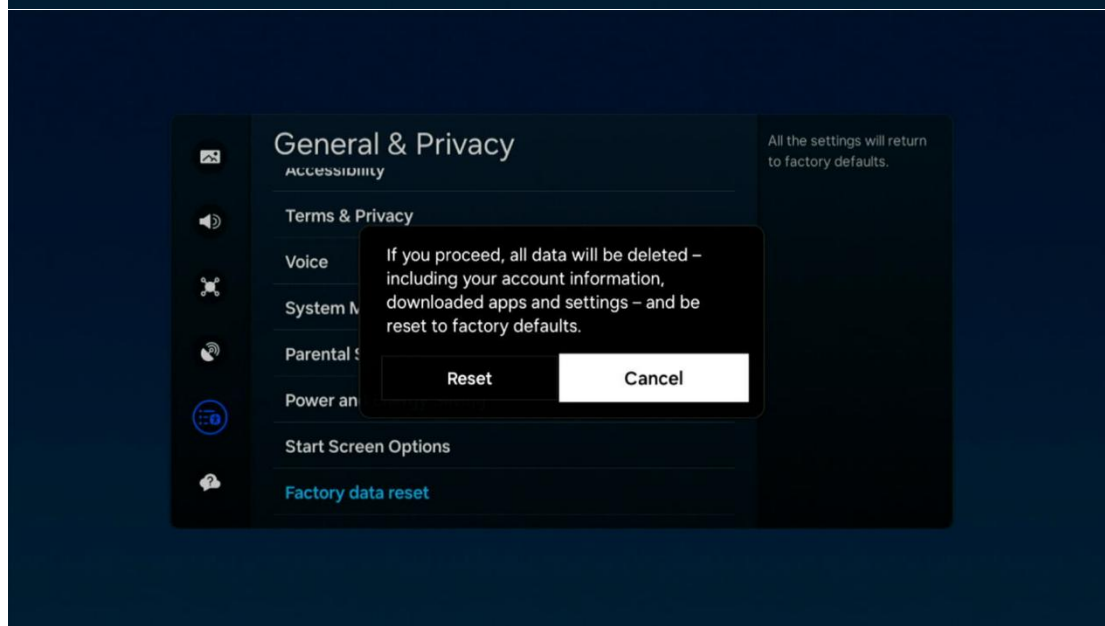 General & Privacy
Accessibility
Terms & Privacy
Voice
System M
Parental S
Power an
Start Screen Options
Factory data reset
All the settings will return
to factory defaults.
If you proceed, all data will be deleted –
including your account information,
downloaded apps and settings – and be
reset to factory defaults.
Reset
Cancel